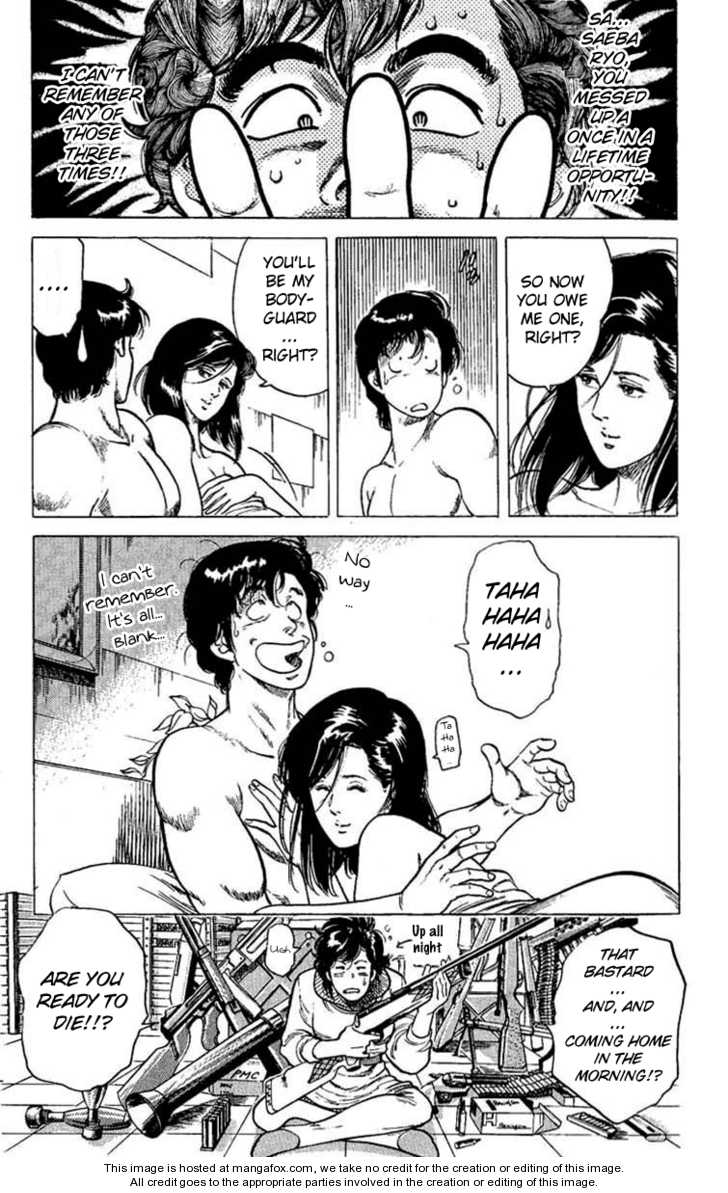 SA...
SAEBA
RYO,
YOU
MESSED
UP A
ONCE IN A
LIFETIME
OPPORTU-
NITY!!
I CAN'T
REMEMBER
ANY OF
THOSE
THREE
TIMES!!
SO NOW
YOU OWE
ME ONE,
RIGHT?
YOU'LL
BE MY
BODY-
GUARD
...
RIGHT?
....
TAHA
HAHA
HAHA
...
No
way
...
I can't
remember.
It's all...
Blank...
Ta
Ha
Ha
..
THAT
BASTARD
...
AND, AND
...
COMING HOME
IN THE
MORNING!?
Up all
night
Ugh
ARE YOU
READY TO
DIE!!?
PMC
This image is hosted at mangafox.com, we take no credit for the creation or editing of this image.
All credit goes to the appropriate parties involved in the creation or editing of this image.